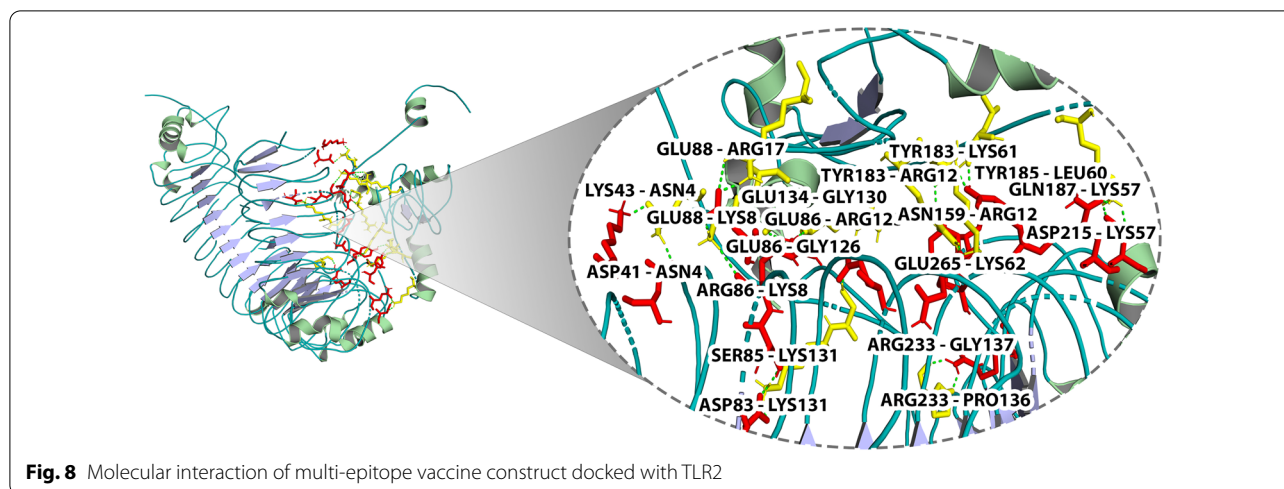 GLU88 - ARG17
TYR183 - LYS61
TYR183 - ARG12
TYR185 - LEU60
LYS43 - ASN4
GLU134 - GLY130
GLN187 - LYS57
GLU88 - LYS8
GLU86 - ARG12
ASN159 - ARG12
ASP215 - LYS57
GLU86 - GLY126
GLU265 - LYS62
ASP41 - ASN4
ARG86 - LYS8
SER85 - LYS131
ARG233 - GLY137
ASP83 - LYS131
ARG233 - PRO136
Fig. 8 Molecular interaction of multi-epitope vaccine construct docked with TLR2